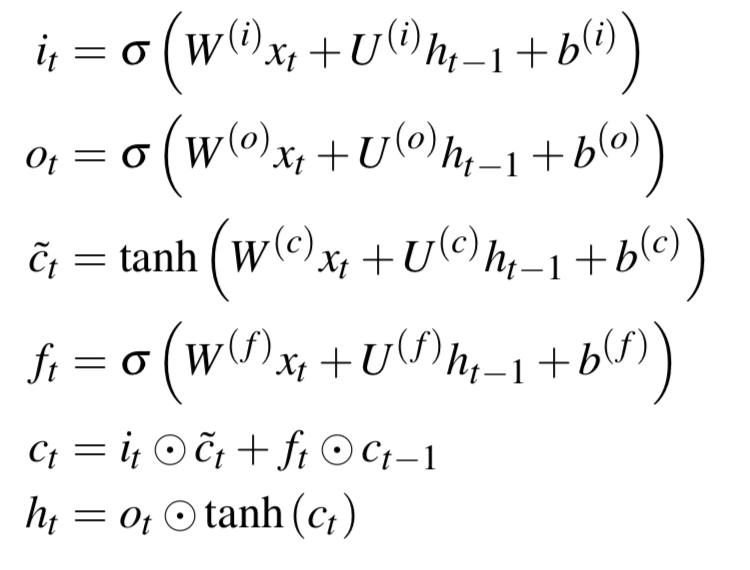 i_t = σ (W^(i) x_t + U^(i) h_{t−1} + b^(i))
o_t = σ (W^(o) x_t + U^(o) h_{t−1} + b^(o))
c̃_t = tanh (W^(c) x_t + U^(c) h_{t−1} + b^(c))
f_t = σ (W^(f) x_t + U^(f) h_{t−1} + b^(f))
c_t = i_t ⊙ c̃_t + f_t ⊙ c_{t−1}
h_t = o_t ⊙ tanh (c_t)